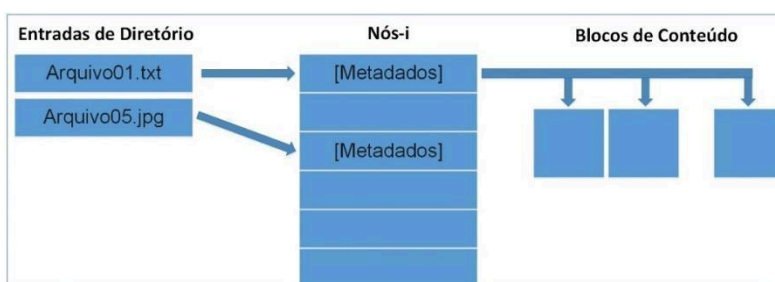 Entradas de Diretório
Nós-i
Blocos de Conteúdo
Arquivo01.txt
[Metadados]
Arquivo05.jpg
[Metadados]